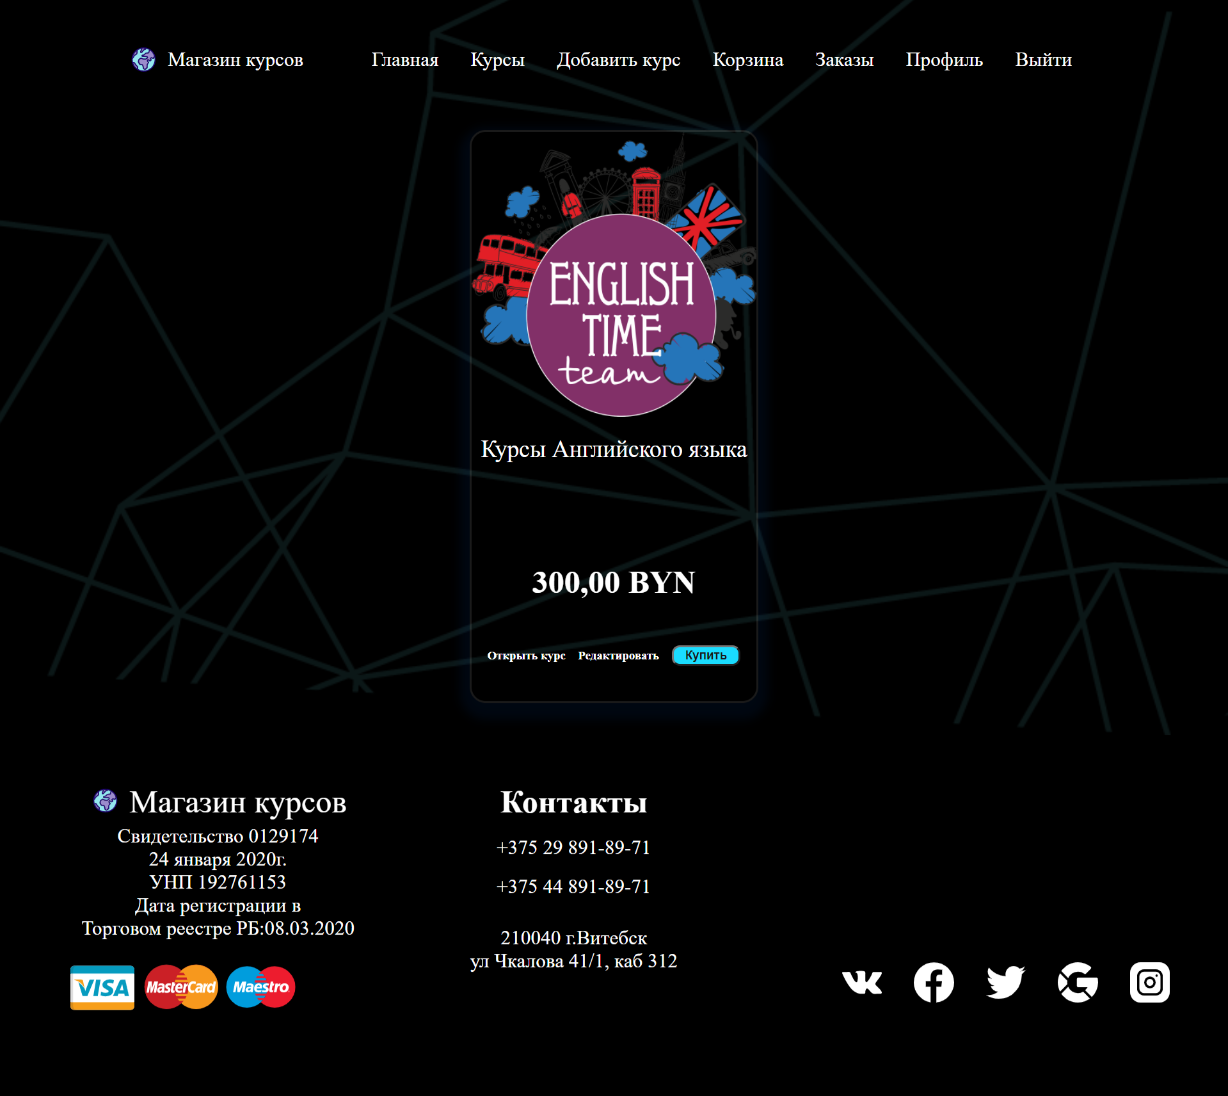 Магазин курсов
Главная
Курсы
Добавить курс
Корзина
Заказы
Профиль
Выйти
ENGLISH
TIME
team
Курсы Английского языка
300,00 BYN
Открыть курс
Редактировать
Купить
Магазин курсов
Свидетельство 0129174
24 января 2020г.
УНП 192761153
Дата регистрации в
Торговом реестре РБ:08.03.2020
VISA
MasterCard
Maestro
Контакты
+375 29 891-89-71
+375 44 891-89-71
210040 г.Витебск
ул Чкалова 41/1, каб 312